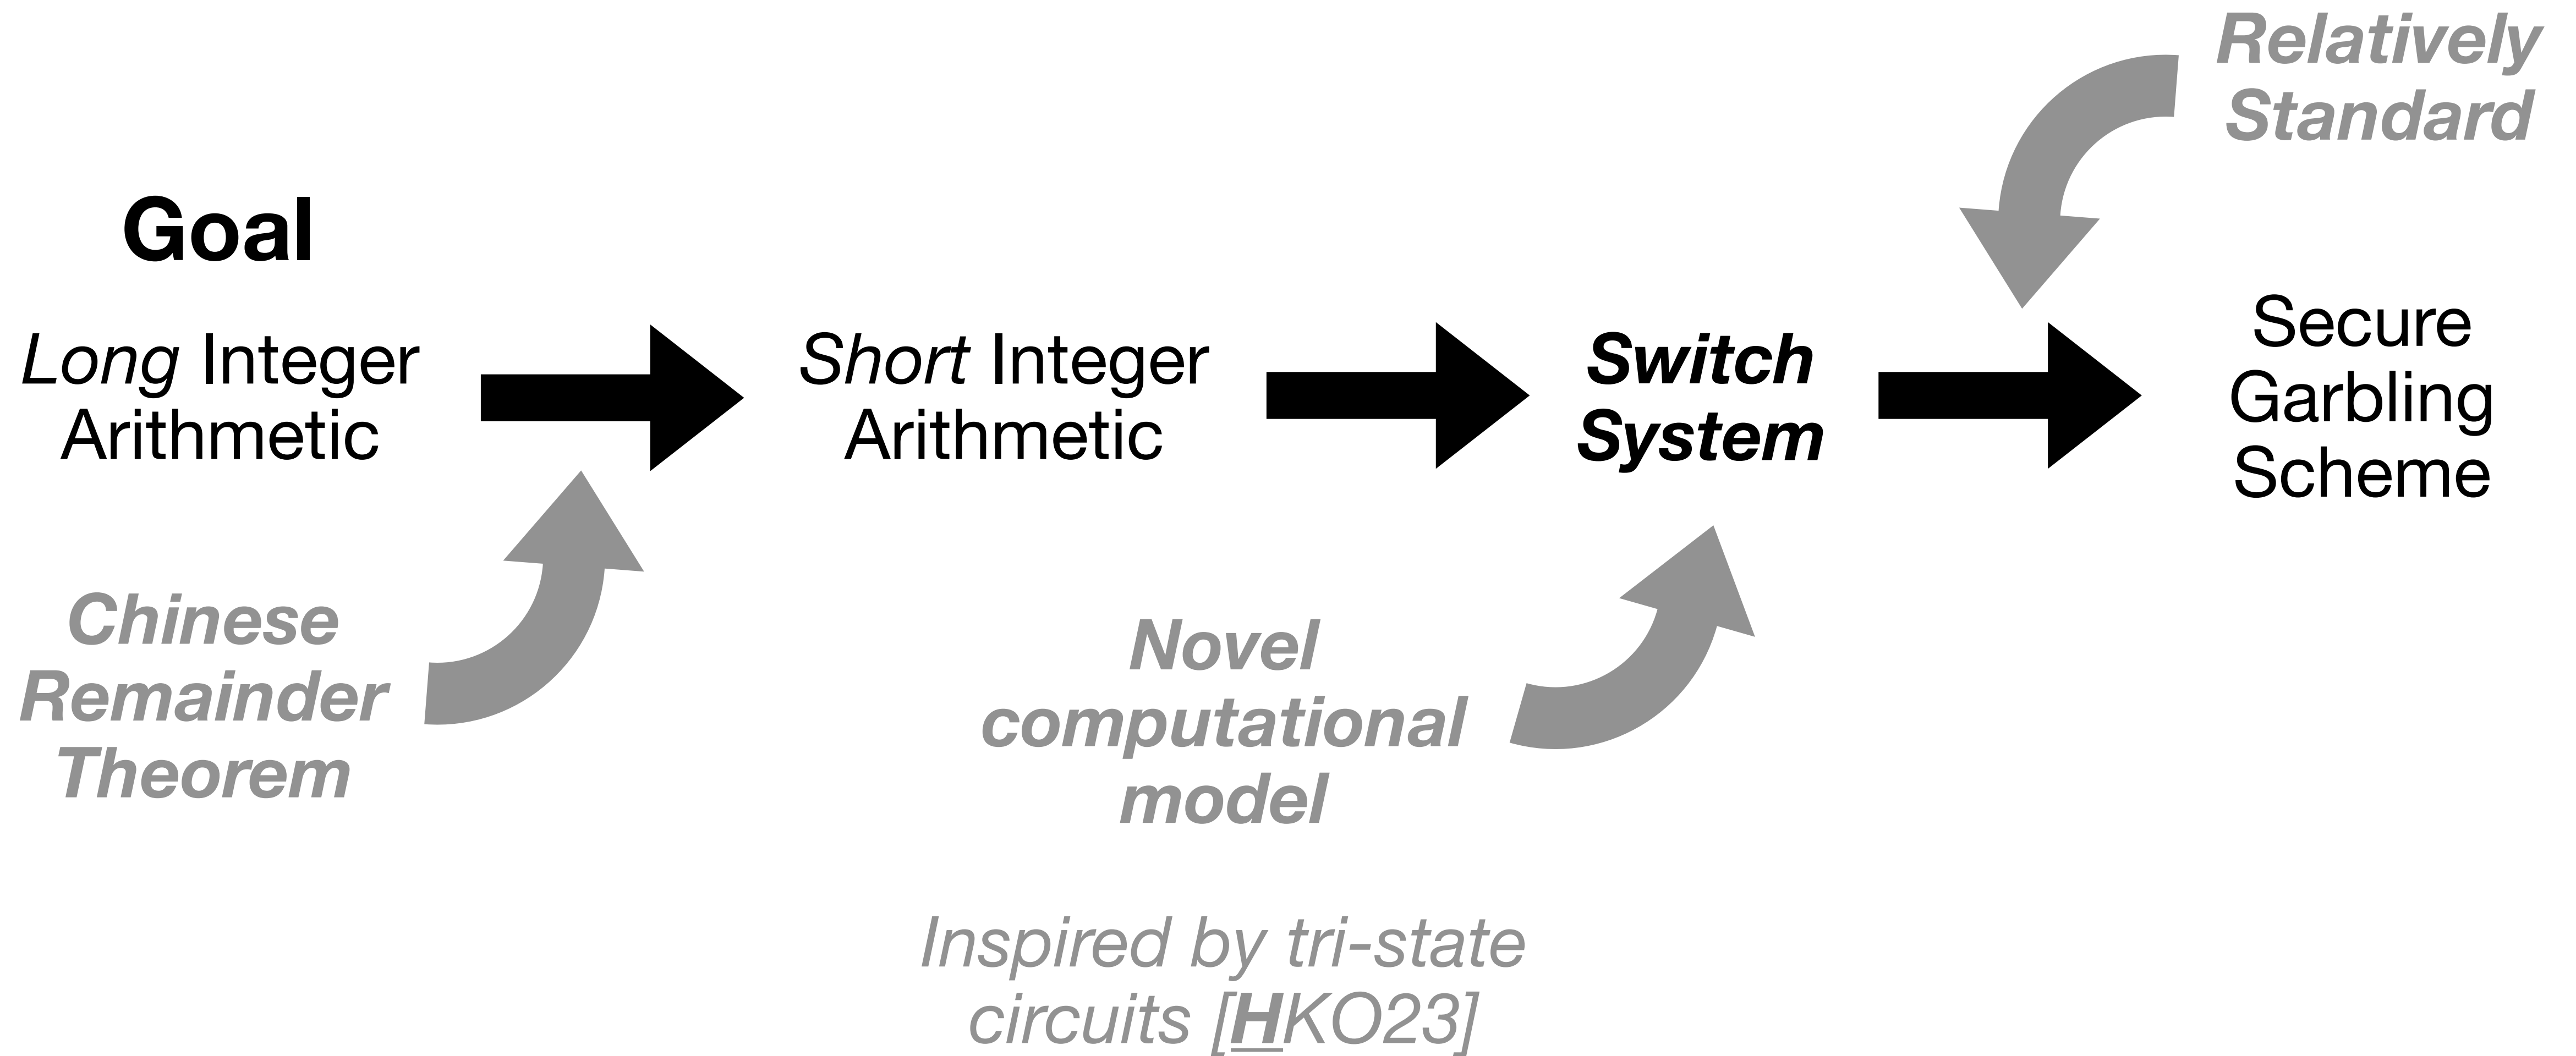 Relatively
Standard
Goal
Long Integer
Arithmetic
Short Integer
Arithmetic
Switch
System
Secure
Garbling
Scheme
Chinese
Remainder
Theorem
Novel
computational
model
Inspired by tri-state
circuits [HKO23]